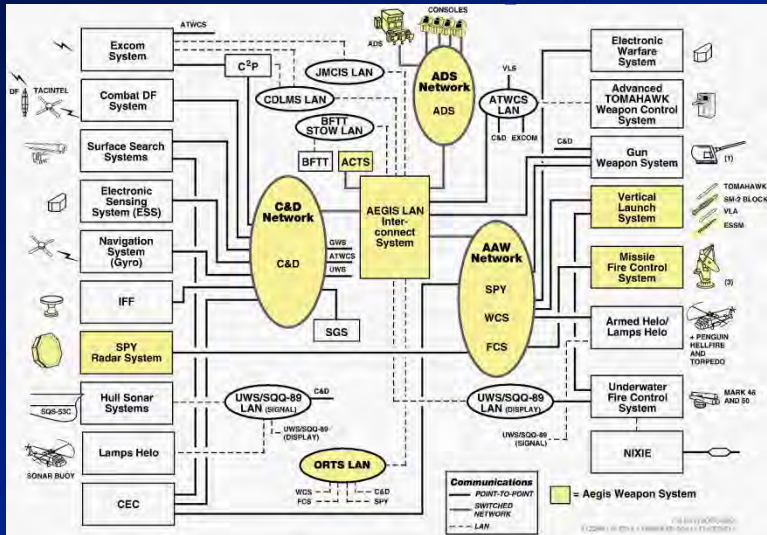 ATWCS
Excom
System
DF
TACINTEL
Combat DF
System
Surface Search
Systems
Electronic
Sensing
System (ESS)
Navigation
System
(Gyro)
IFF
SPY
Radar System
SQS-53C
Hull Sonar
Systems
Lamps Helo
SONAR BUOY
CEC
C²P
JMCIS LAN
CDLMS LAN
BFTT
STOW LAN
BFTT
ACTS
ADS
CONSOLES
ADS
Network
ADS
VLS
ATWCS
LAN
C&D
EXCOM
C&D
Network
C&D
GWS
ATWCS
UWS
SGS
AEGIS LAN
Inter-
connect
System
AAW
Network
SPY
WCS
FCS
UWS/SQQ-89
LAN (SIGNAL)
C&D
UWS/SQQ-89
(DISPLAY)
ORTS LAN
WCS
FCS
C&D
SPY
UWS/SQQ-89
LAN (DISPLAY)
UWS/SQQ-89
(SIGNAL)
Electronic
Warfare
System
Advanced
TOMAHAWK
Weapon Control
System
C&D
Gun
Weapon System
(1)
Vertical
Launch
System
TOMAHAWK
SM-2 BLOCK
VLA
ESSM
Missile
Fire Control
System
(3)
Armed Helo/
Lamps Helo
+ PENGUIN
HELLFIRE
AND
TORPEDO
Underwater
Fire Control
System
MARK 46
AND 50
NIXIE
Communications
POINT-TO-POINT
SWITCHED
NETWORK
LAN
= Aegis Weapon System